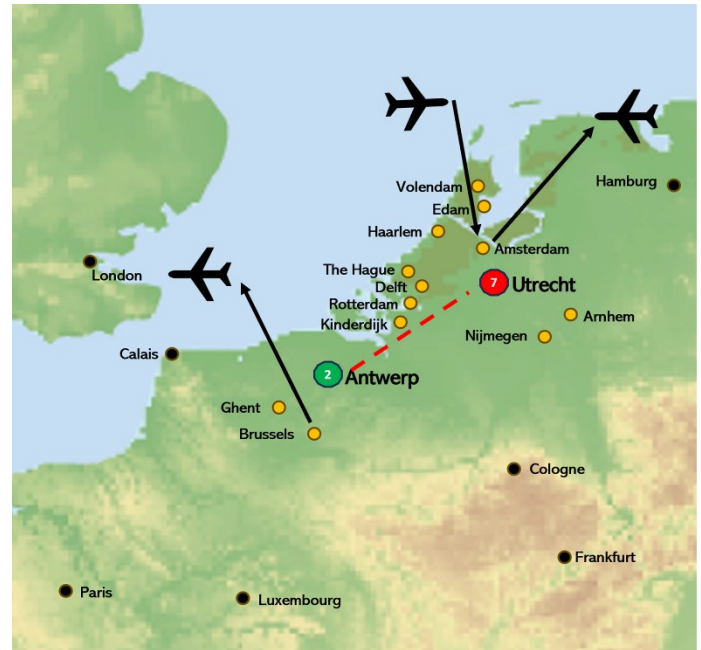 Volendam
Hamburg
Edam
Haarlem
Amsterdam
London
The Hague
7 Utrecht
Delft
Rotterdam
Arnhem
Kinderdijk
Nijmegen
Calais
2 Antwerp
Ghent
Brussels
Cologne
Frankfurt
Paris
Luxembourg